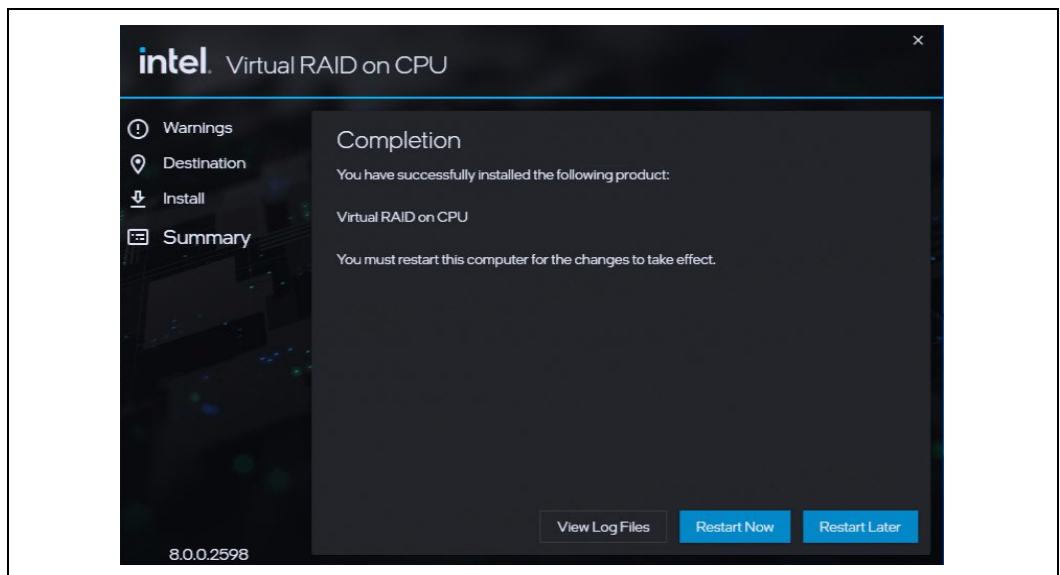 intel. Virtual RAID on CPU
Warnings
Destination
Install
Summary
Completion
You have successfully installed the following product:
Virtual RAID on CPU
You must restart this computer for the changes to take effect.
View Log Files
Restart Now
Restart Later
8.0.0.2598